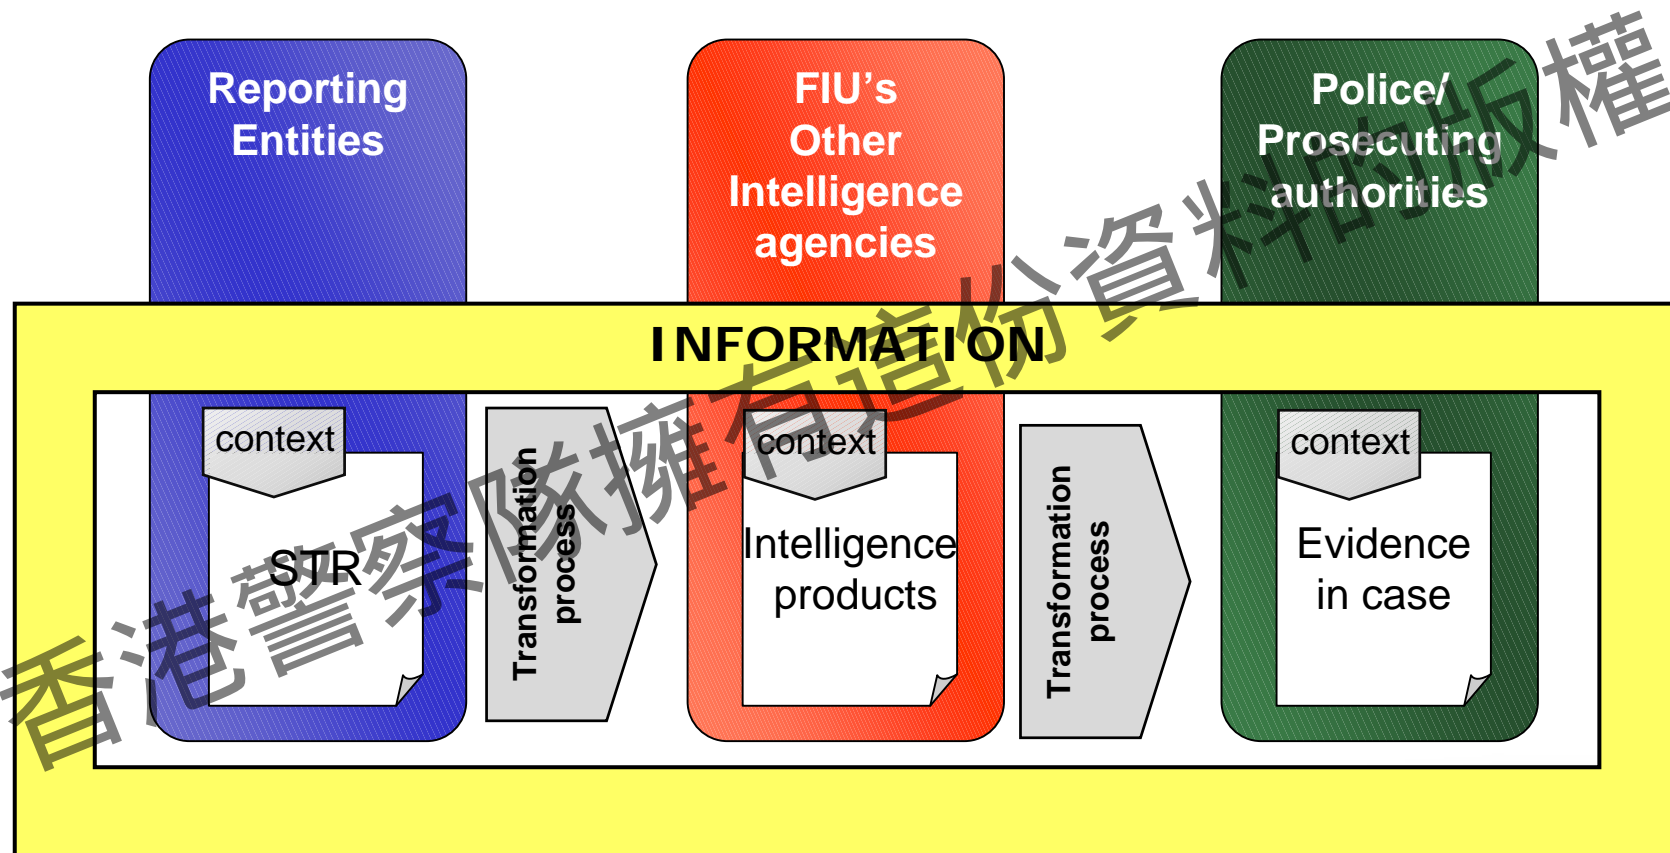 Reporting
Entities
FIU's
Other
Intelligence
agencies
Police/
Prosecuting
authorities
INFORMATION
context
STR
Transformation
process
context
Intelligence
products
Transformation
process
context
Evidence
in case
香港警察隊擁有這份資料的版權